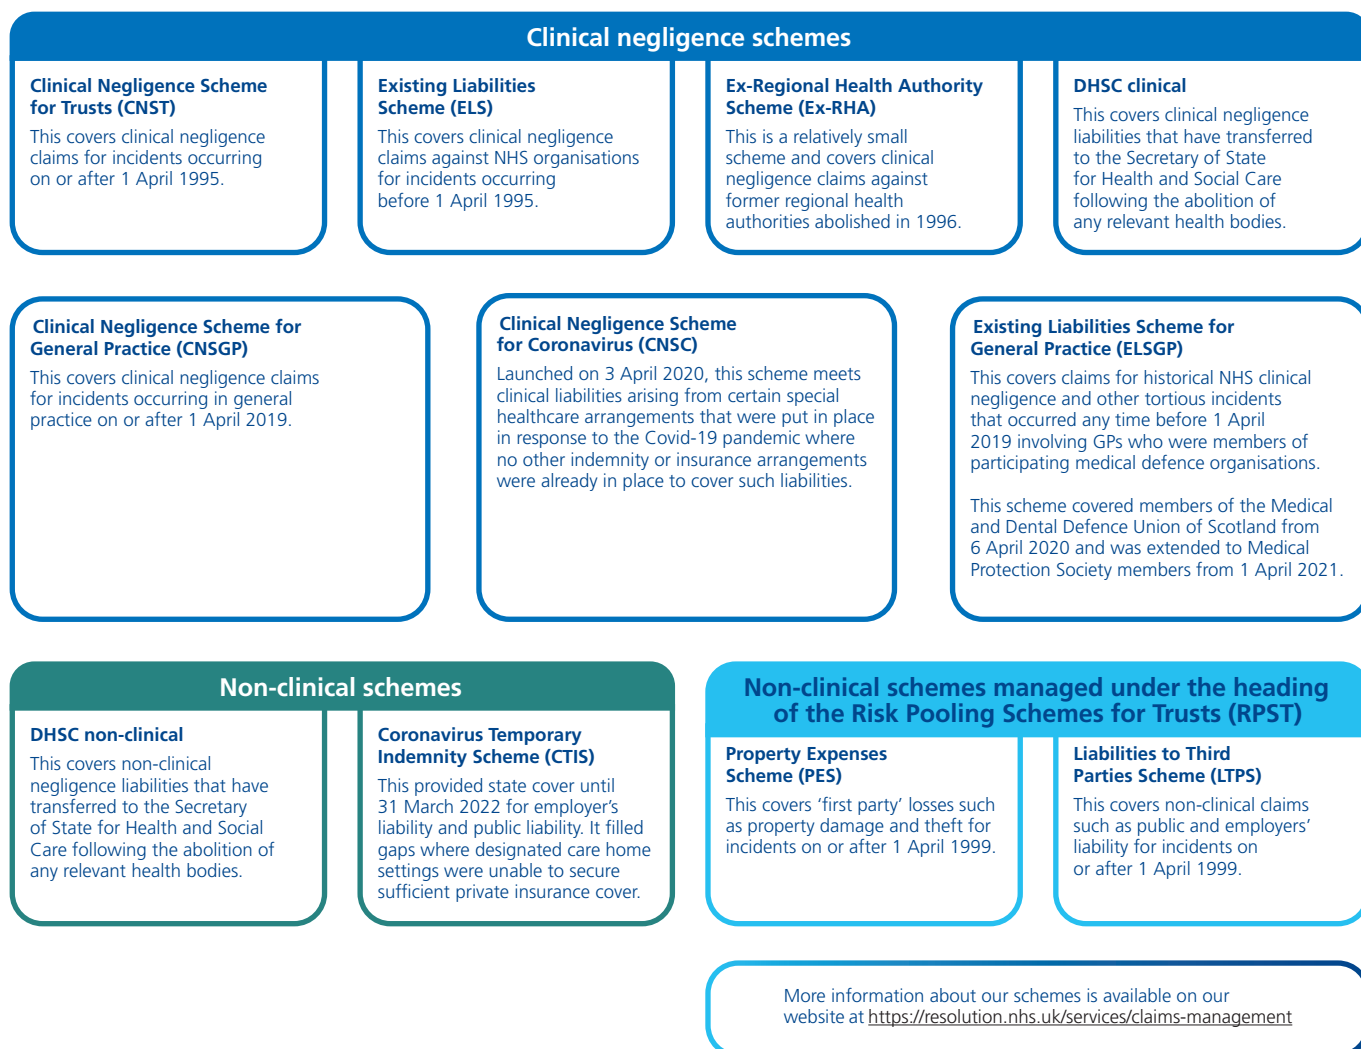 Clinical negligence schemes
Clinical Negligence Scheme
for Trusts (CNST)
This covers clinical negligence
claims for incidents occurring
on or after 1 April 1995.
Existing Liabilities
Scheme (ELS)
This covers clinical negligence
claims against NHS organisations
for incidents occurring
before 1 April 1995.
Ex-Regional Health Authority
Scheme (Ex-RHA)
This is a relatively small
scheme and covers clinical
negligence claims against
former regional health
authorities abolished in 1996.
DHSC clinical
This covers clinical negligence
liabilities that have transferred
to the Secretary of State
for Health and Social Care
following the abolition of
any relevant health bodies.
Clinical Negligence Scheme for
General Practice (CNSGP)
This covers clinical negligence claims
for incidents occurring in general
practice on or after 1 April 2019.
Clinical Negligence Scheme
for Coronavirus (CNSC)
Launched on 3 April 2020, this scheme meets
clinical liabilities arising from certain special
healthcare arrangements that were put in place
in response to the Covid-19 pandemic where
no other indemnity or insurance arrangements
were already in place to cover such liabilities.
Existing Liabilities Scheme for
General Practice (ELSGP)
This covers claims for historical NHS clinical
negligence and other tortious incidents
that occurred any time before 1 April
2019 involving GPs who were members of
participating medical defence organisations.
This scheme covered members of the Medical
and Dental Defence Union of Scotland from
6 April 2020 and was extended to Medical
Protection Society members from 1 April 2021.
Non-clinical schemes
DHSC non-clinical
This covers non-clinical
negligence liabilities that have
transferred to the Secretary
of State for Health and Social
Care following the abolition of
any relevant health bodies.
Coronavirus Temporary
Indemnity Scheme (CTIS)
This provided state cover until
31 March 2022 for employer’s
liability and public liability. It filled
gaps where designated care home
settings were unable to secure
sufficient private insurance cover.
Non-clinical schemes managed under the heading
of the Risk Pooling Schemes for Trusts (RPST)
Property Expenses
Scheme (PES)
This covers ‘first party’ losses such
as property damage and theft for
incidents on or after 1 April 1999.
Liabilities to Third
Parties Scheme (LTPS)
This covers non-clinical claims
such as public and employers’
liability for incidents on
or after 1 April 1999.
More information about our schemes is available on our
website at https://resolution.nhs.uk/services/claims-management